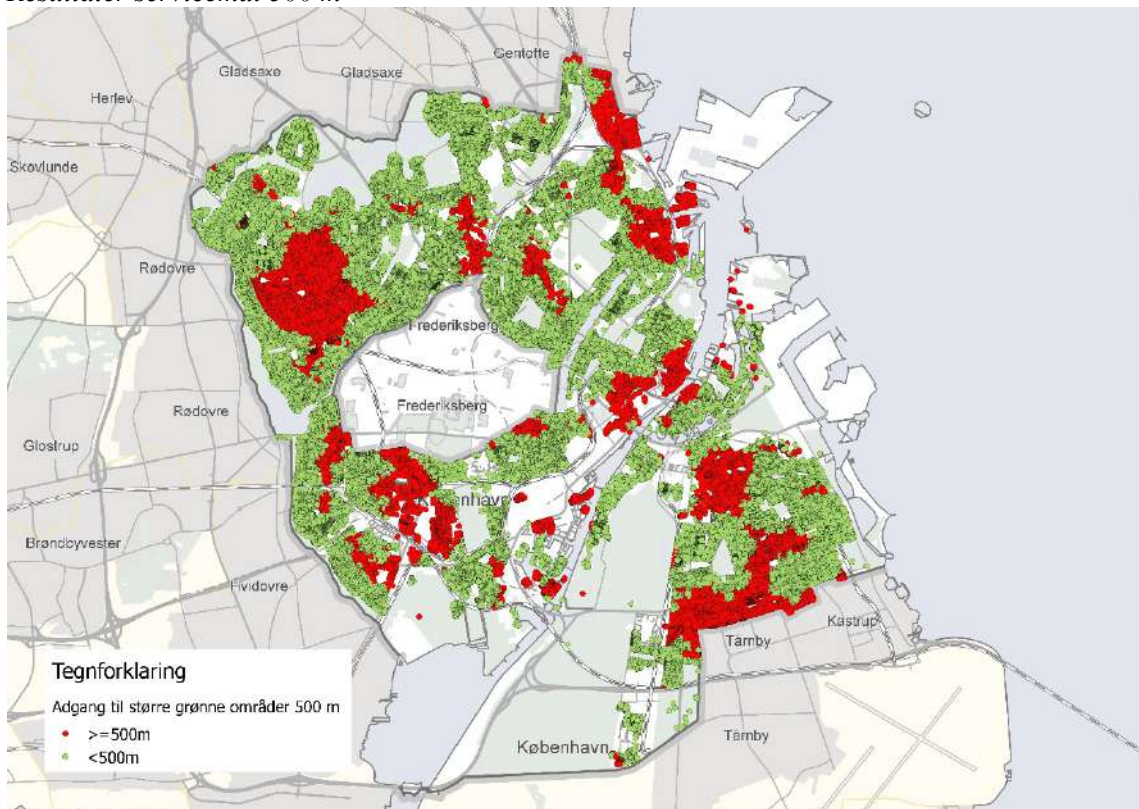 Gentofte
Gladsaxe
Gladsaxe
Herlev
Skovlunde
Rødovre
Frederiksberg
Frederiksberg
Rødovre
Glostrup
København
Brøndbyvester
Hvidovre
Kastrup
Tårnby
Tegnforklaring
Adgang til større grønne områder 500 m
>=500m
<500m
København
Tårnby